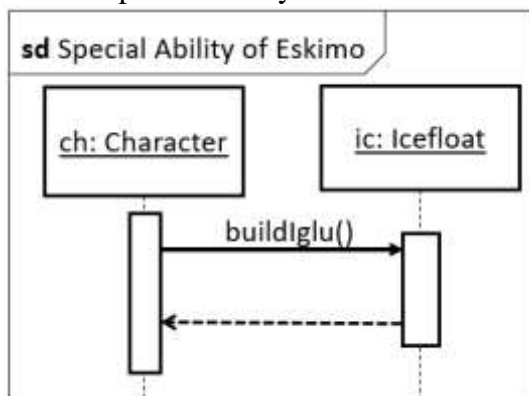 sd Special Ability of Eskimo
ch: Character
ic: Icefloat
buildIglu()